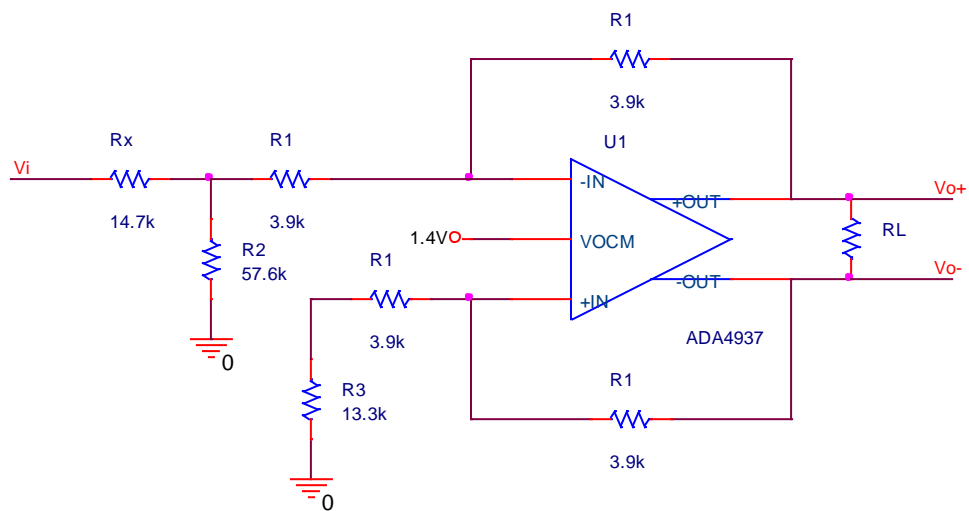 R1
3.9k
Rx
R1
U1
Vi
-IN
+OUT
Vo+
14.7k
3.9k
R2
57.6k
1.4V
VOCM
RL
R1
-OUT
Vo-
+IN
3.9k
ADA4937
0
R3
13.3k
R1
3.9k
0